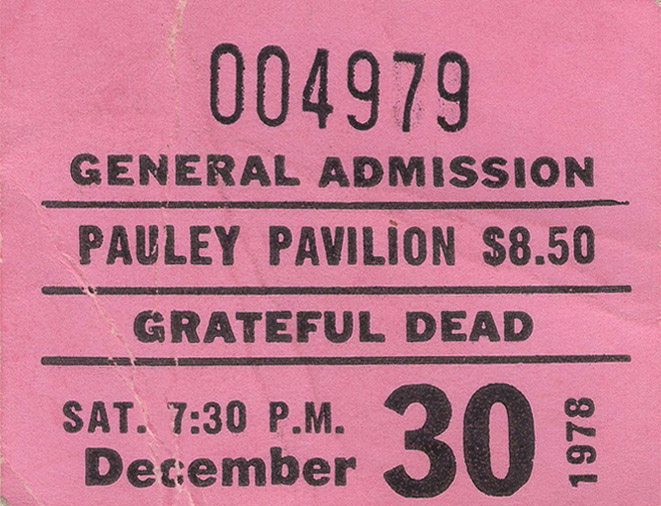 004979
GENERAL ADMISSION
PAULEY PAVILION $8.50
GRATEFUL DEAD
SAT. 7:30 P.M.
December 30 1978